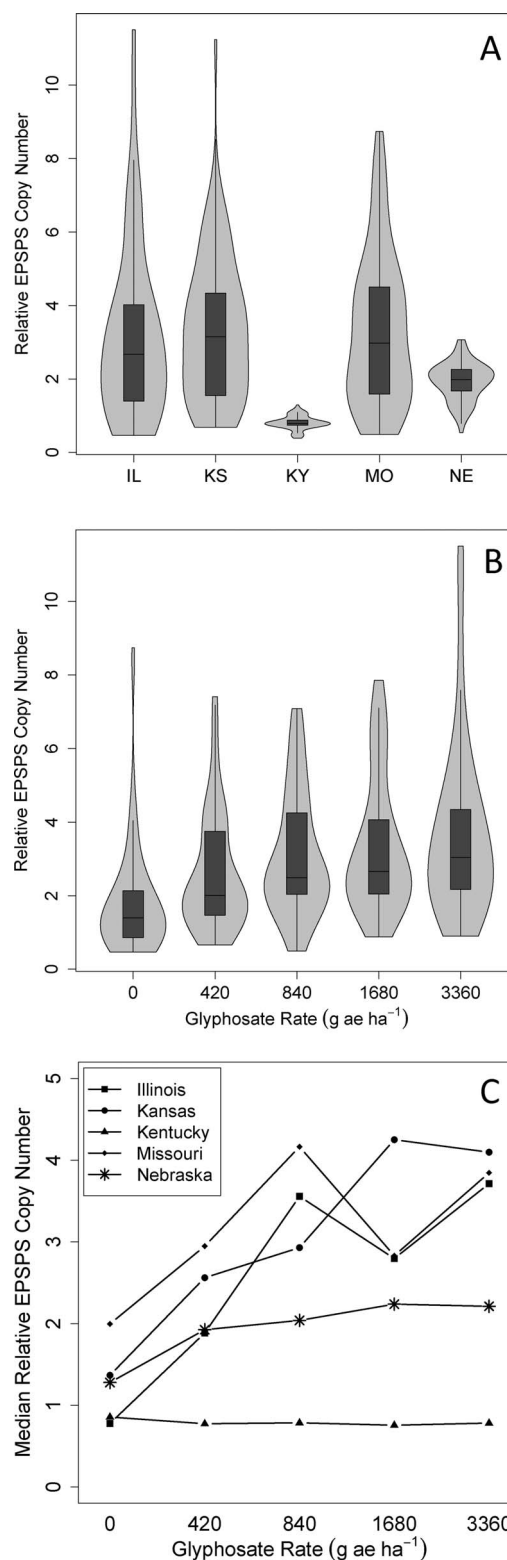 A
Relative EPSPS Copy Number
10
8
6
4
2
0
IL KS KY MO NE
B
Relative EPSPS Copy Number
10
8
6
4
2
0
0 420 840 1680 3360
Glyphosate Rate (g ae ha⁻¹)
C
Median Relative EPSPS Copy Number
5
4
3
2
1
0
Illinois
Kansas
Kentucky
Missouri
Nebraska
0 420 840 1680 3360
Glyphosate Rate (g ae ha⁻¹)